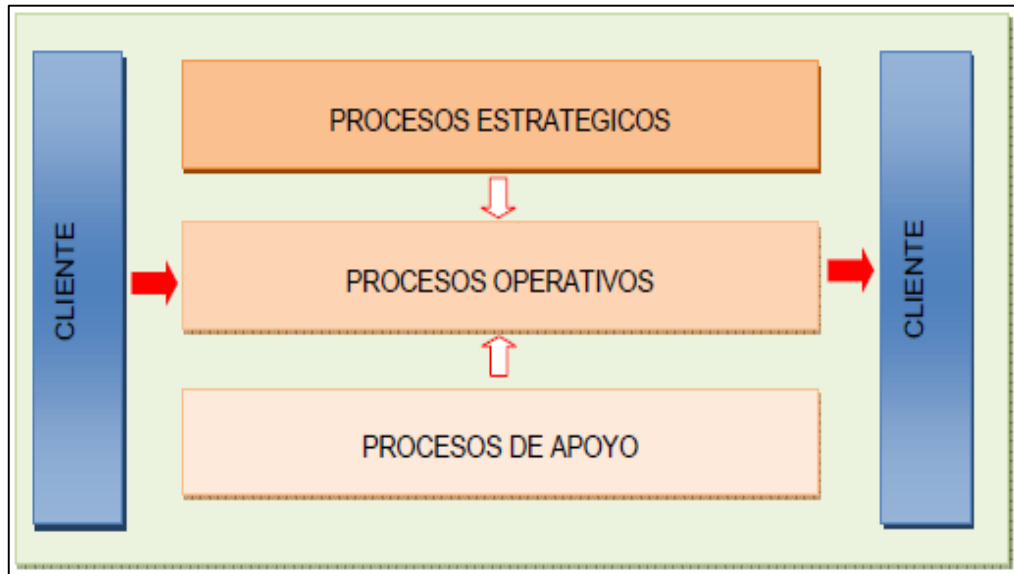 CLIENTE
PROCESOS ESTRATEGICOS
PROCESOS OPERATIVOS
PROCESOS DE APOYO
CLIENTE